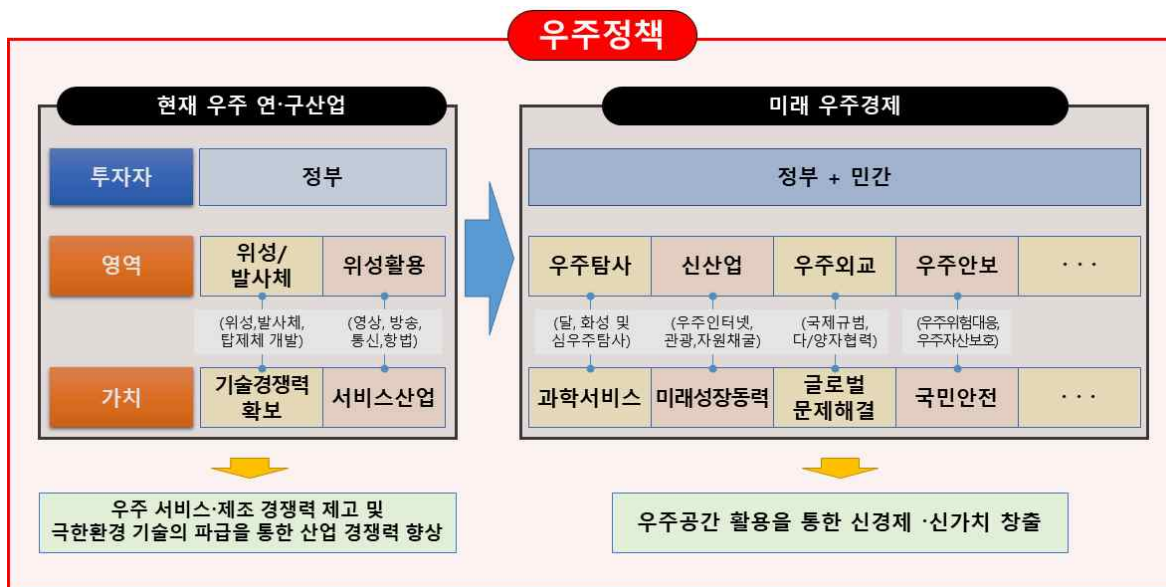 우주정책
현재 우주 연·구산업
투자자
정부
영역
위성/
발사체
위성활용
(위성,발사체,
탑제체 개발)
(영상, 방송,
통신,항법)
가치
기술경쟁력
확보
서비스산업
우주 서비스·제조 경쟁력 제고 및
극한환경 기술의 파급을 통한 산업 경쟁력 향상
미래 우주경제
정부 + 민간
우주탐사
신산업
우주외교
우주안보
· · ·
(달, 화성 및
심우주탐사)
(우주인터넷,
관광,자원채굴)
(국제규범,
다/양자협력)
(우주위험대응,
우주자산보호)
과학서비스
미래성장동력
글로벌
문제해결
국민안전
· · ·
우주공간 활용을 통한 신경제 ·신가치 창출